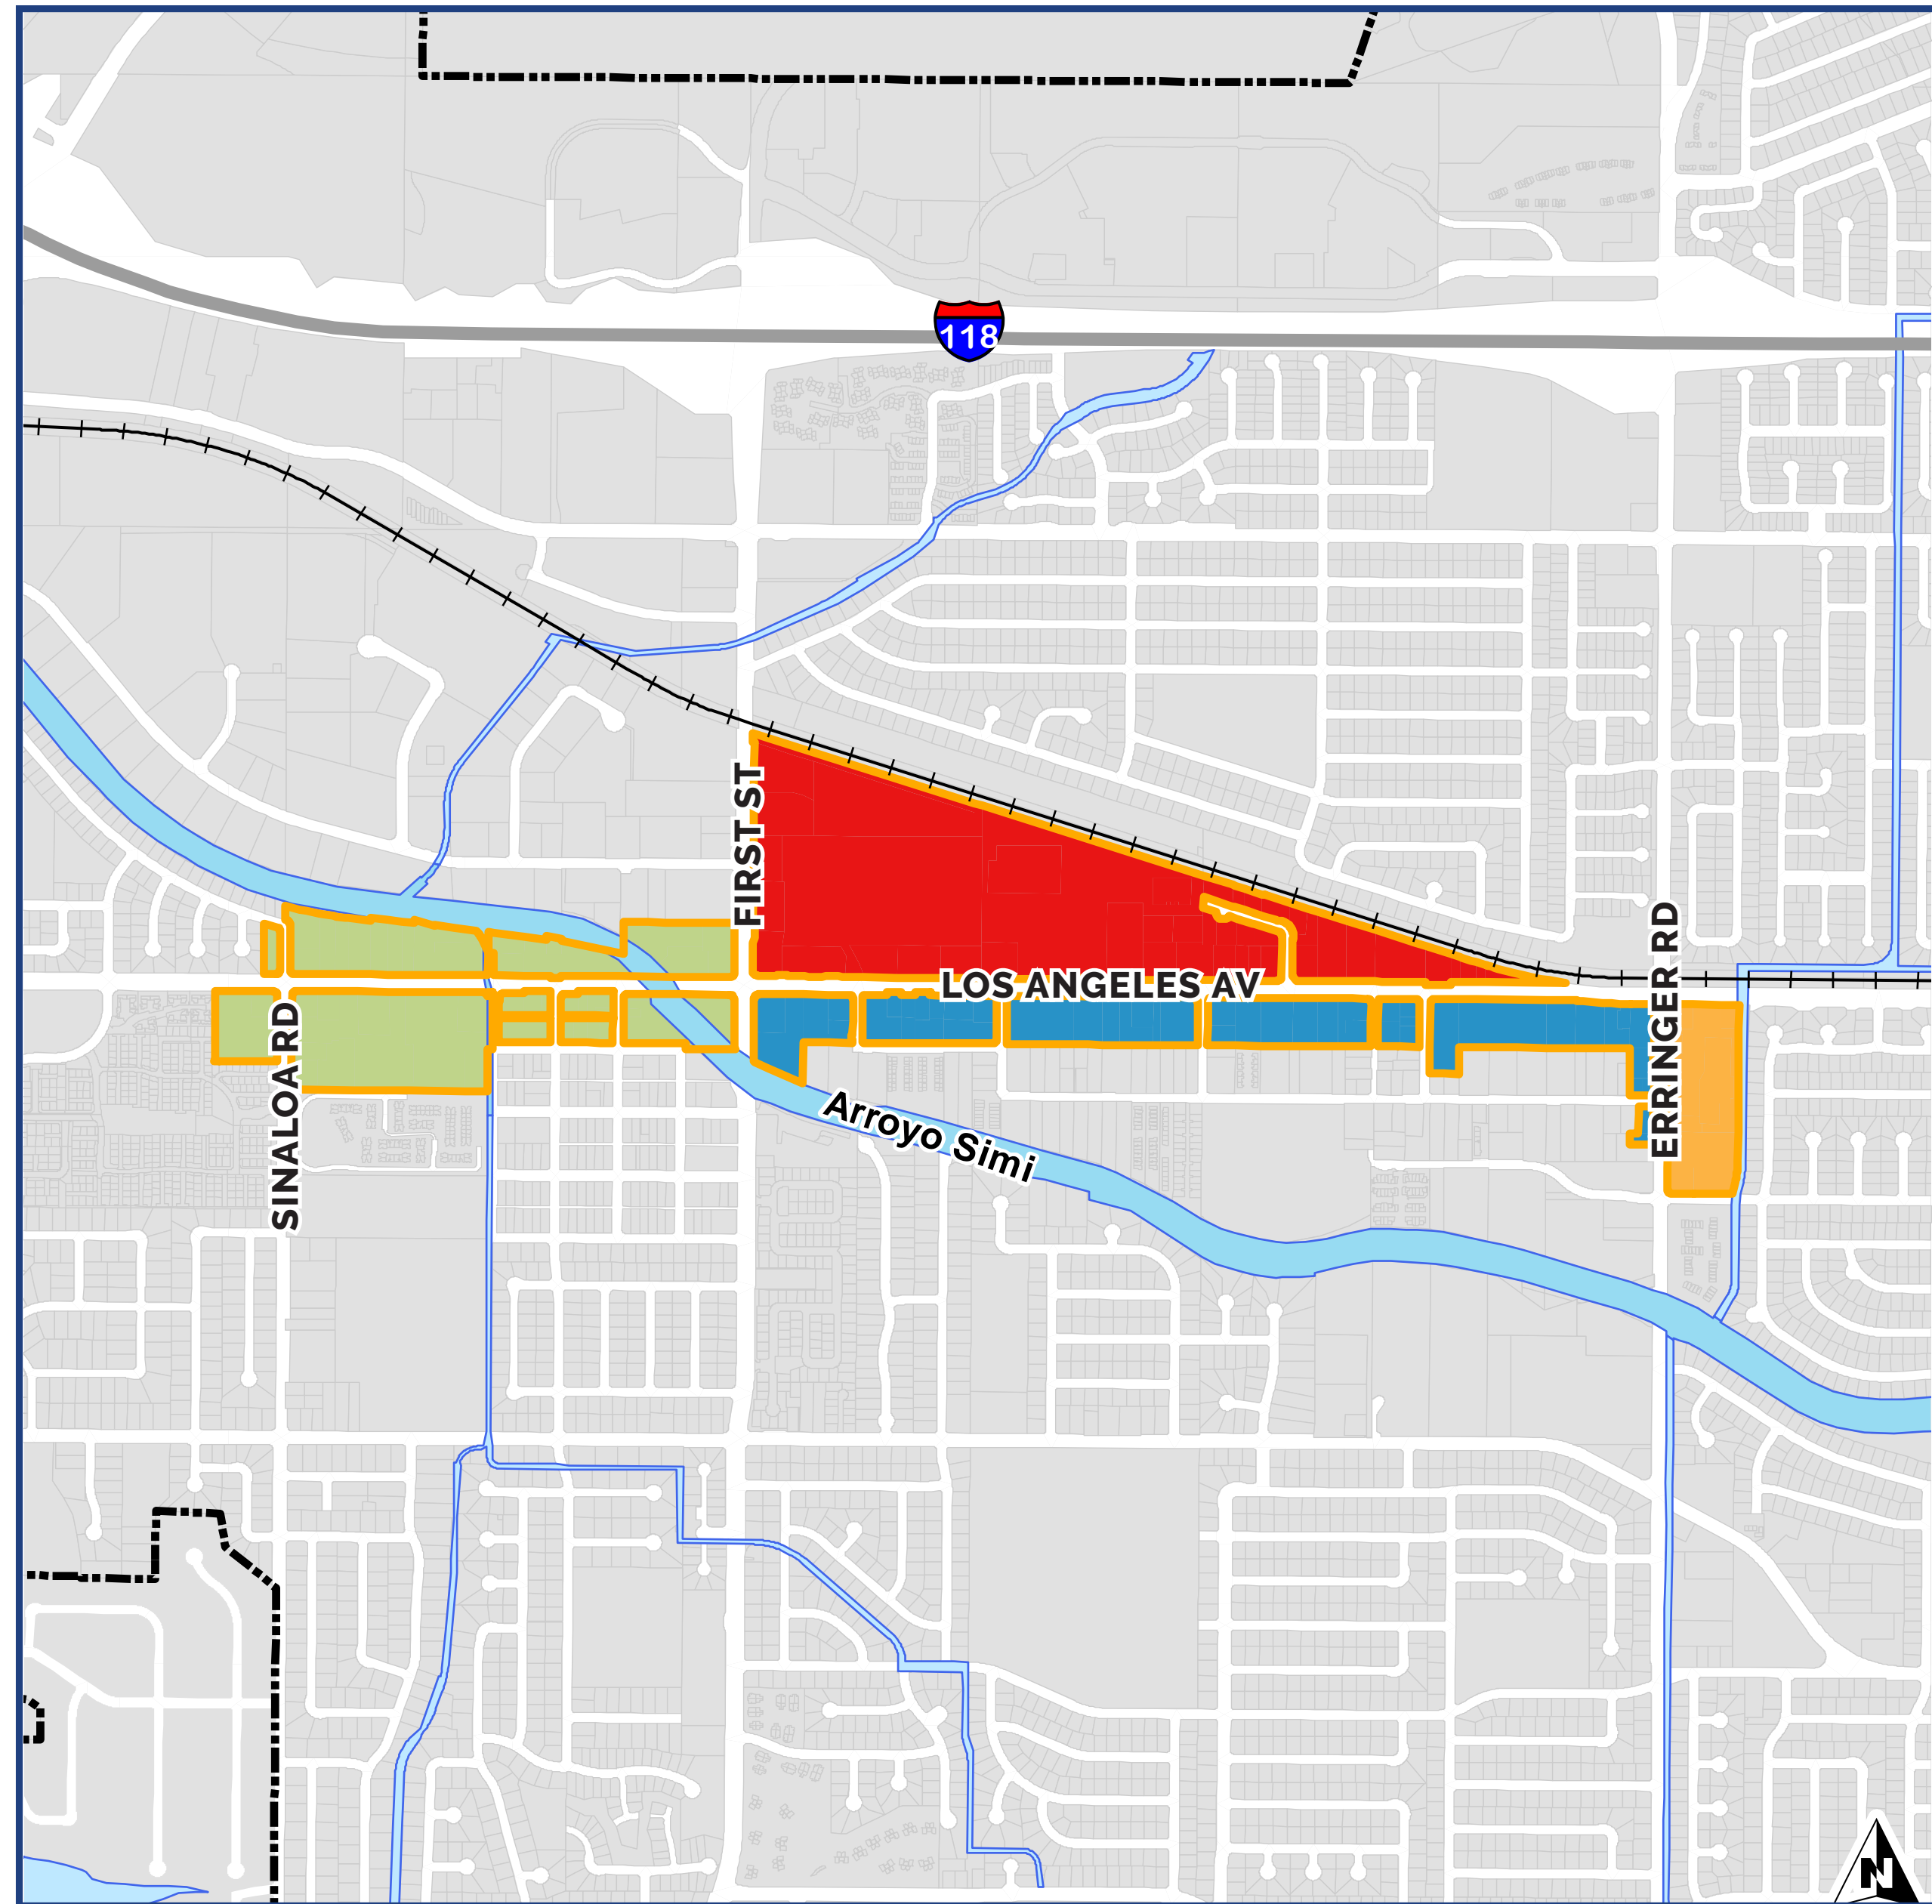 118
FIRST ST
LOS ANGELES AV
ERRINGER RD
SINALOA RD
Arroyo Simi
N